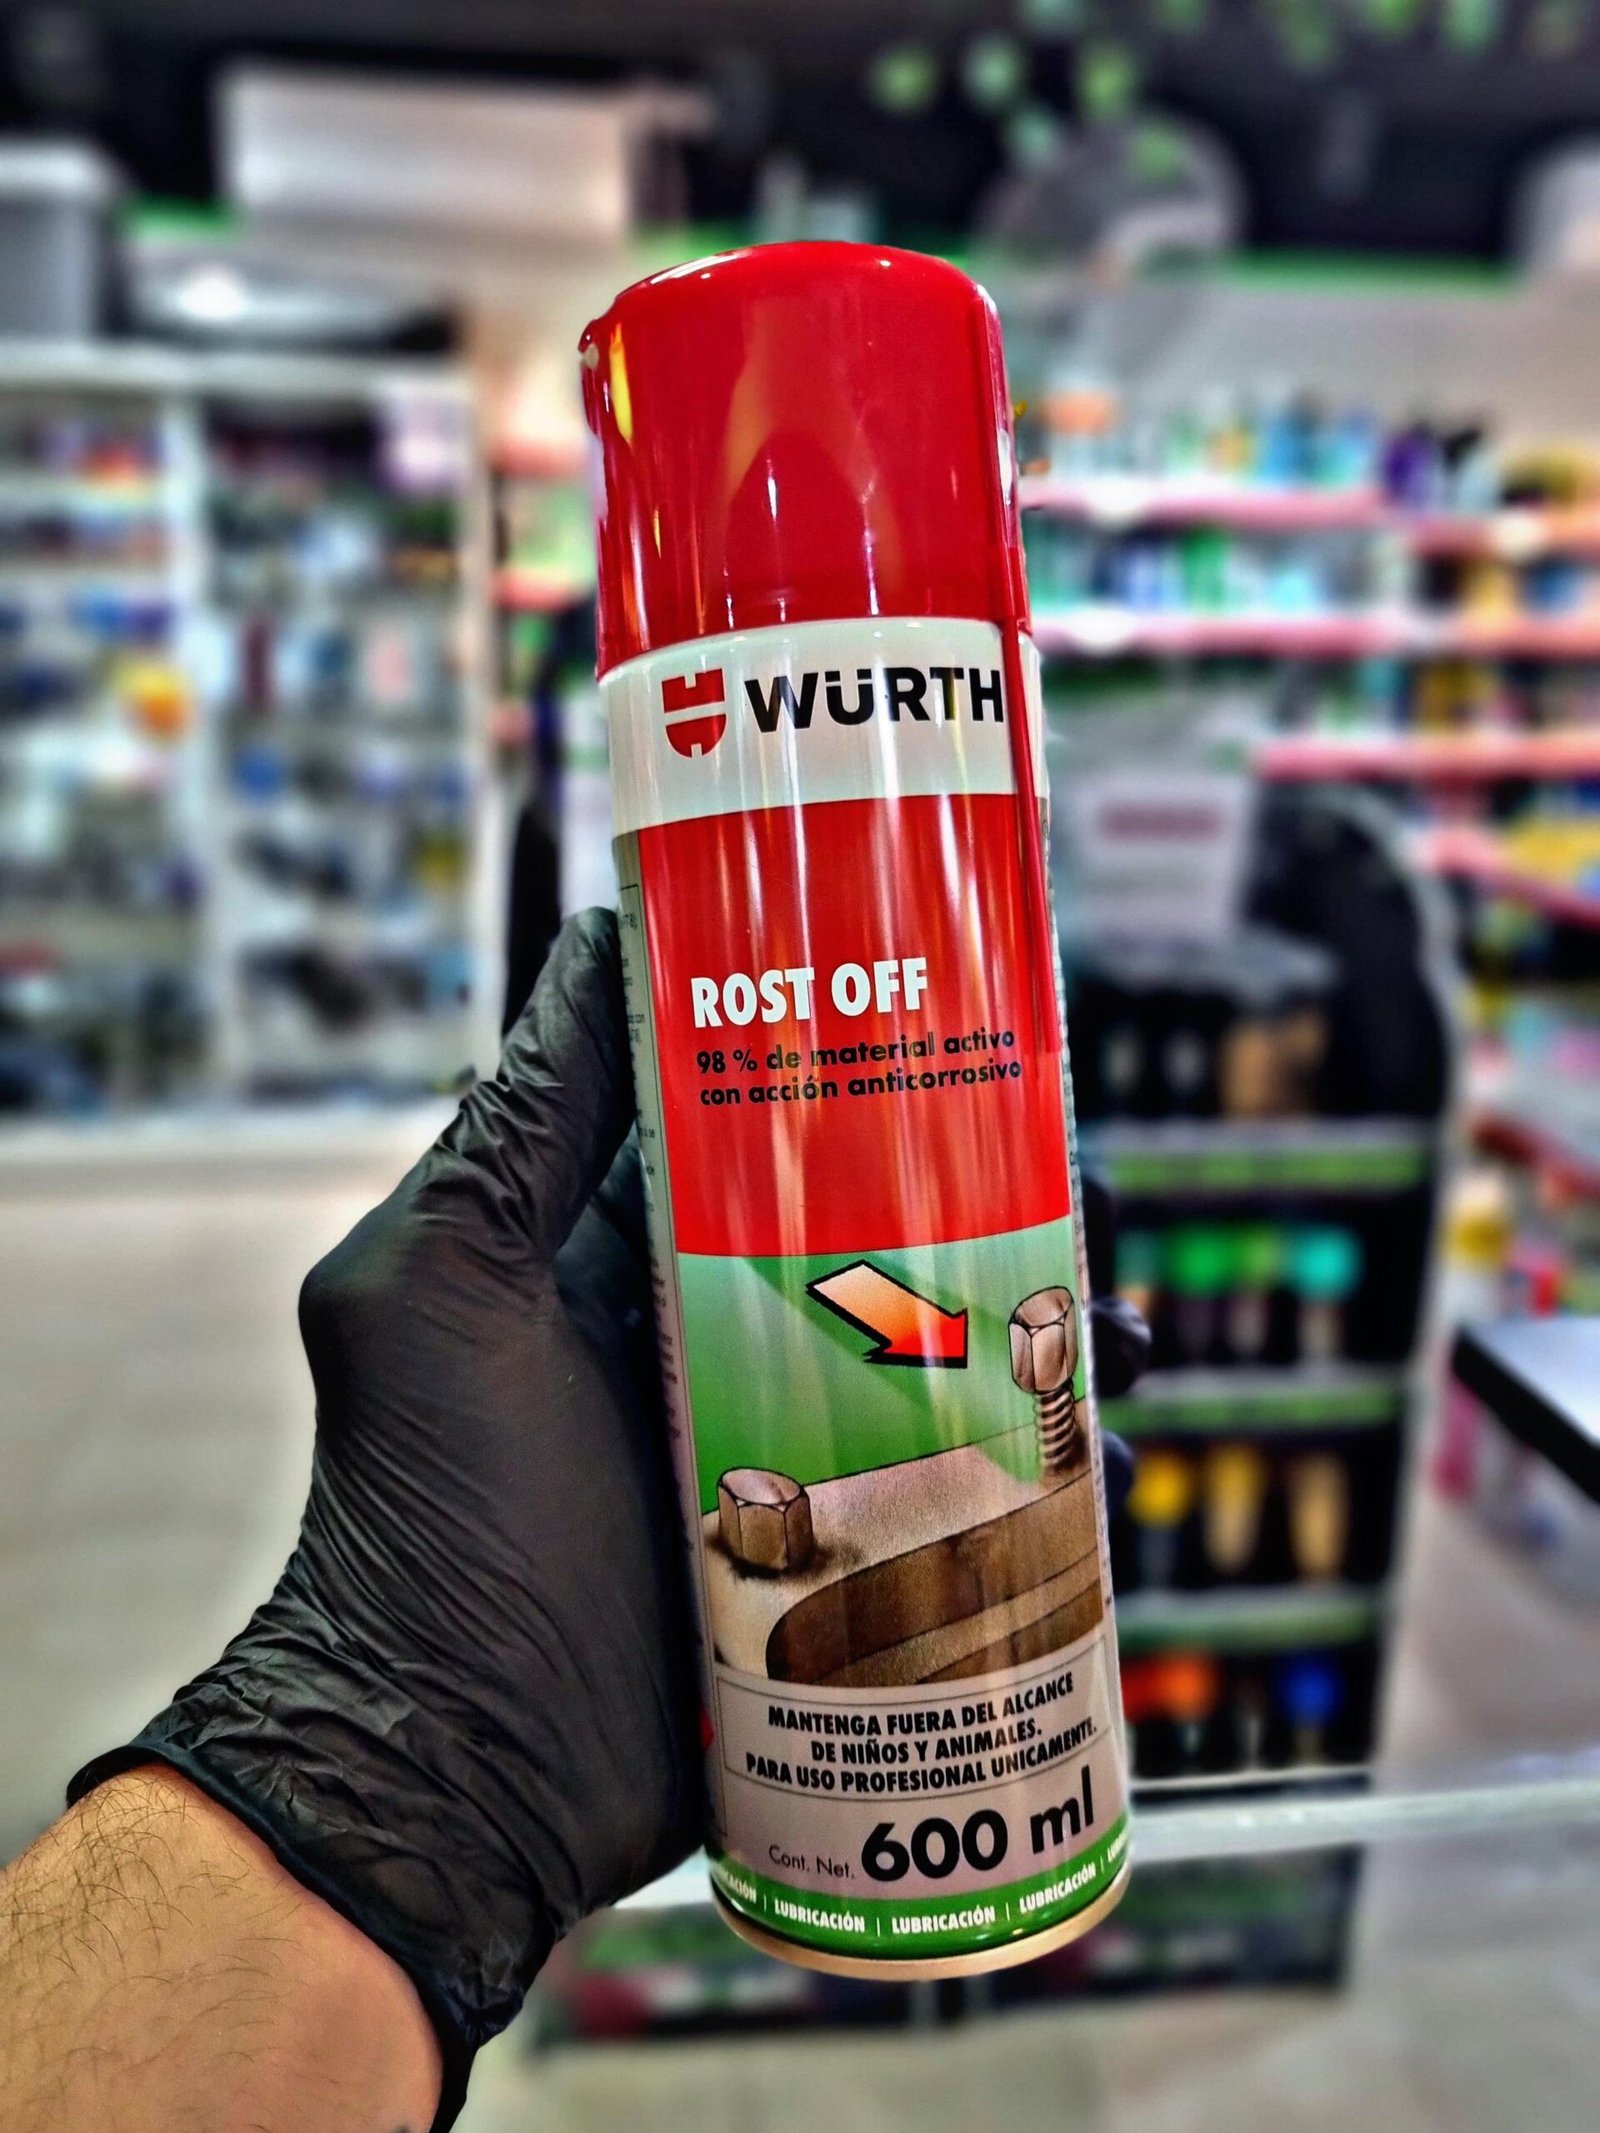 WÜRTH
ROST OFF
98 % de material activo
con acción anticorrosivo
MANTENGA FUERA DEL ALCANCE
DE NIÑOS Y ANIMALES.
PARA USO PROFESIONAL UNICAMENTE.
Cont. Net. 600 ml
LUBRICACIÓN | LUBRICACIÓN | LUBRICACIÓN